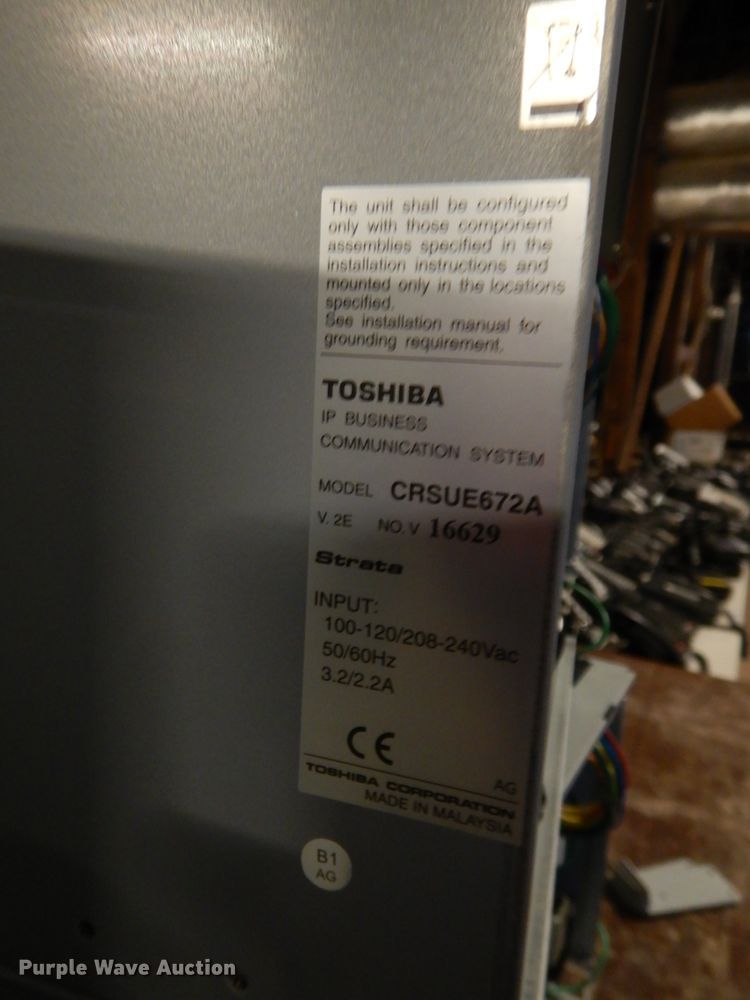 The unit shall be configured
only with those component
assemblies specified in the
installation instructions and
mounted only in the locations
specified.
See installation manual for
grounding requirement.
TOSHIBA
IP BUSINESS
COMMUNICATION SYSTEM
MODEL CRSUE672A
V. 2E NO. V 16629
Strata
INPUT:
100-120/208-240Vac
50/60Hz
3.2/2.2A
CE
AG
TOSHIBA CORPORATION
MADE IN MALAYSIA
B1
AG
Purple Wave Auction